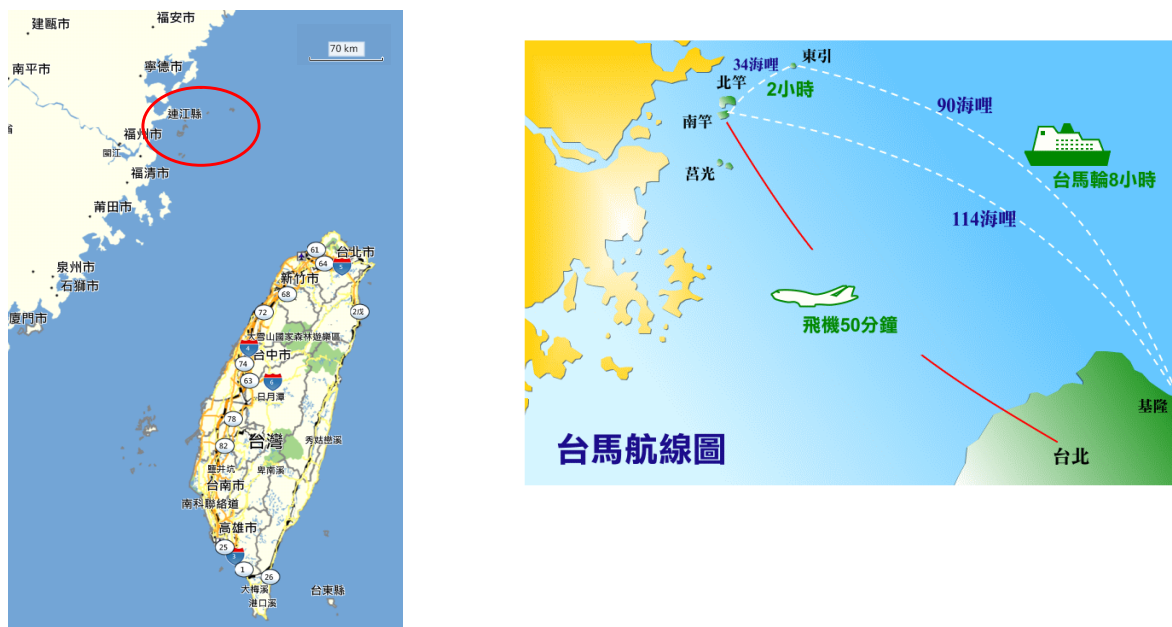 建甌市
福安市
70 km
南平市
寧德市
連江縣
福州市
閩江
福清市
莆田市
泉州市
石獅市
廈門市
61
台北市
64
5
新竹市
68
72
2戊
大雪山國家森林遊樂區
4
台中市
74
63
6
日月潭
78
台灣
秀姑巒溪
82
鹽井坑
卑南溪
台南市
南科聯絡道
高雄市
25
3
1
26
大梅溪
港口溪
台東縣
東引
34海哩
北竿
2小時
90海哩
南竿
莒光
台馬輪8小時
114海哩
飛機50分鐘
基隆
台馬航線圖
台北